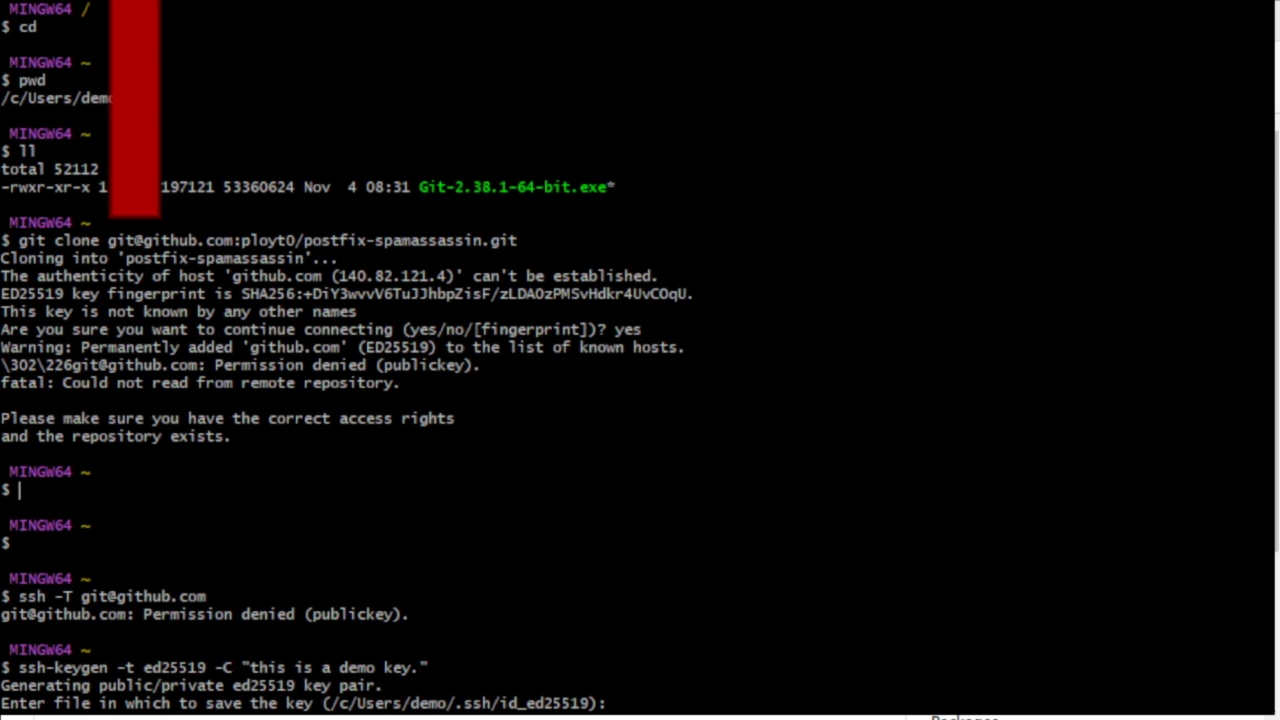 MINGW64 /
$ cd
MINGW64 ~
$ pwd
/c/Users/demo
MINGW64 ~
$ ll
total 52112
-rwxr-xr-x 1 197121 53360624 Nov 4 08:31 Git-2.38.1-64-bit.exe*
MINGW64 ~
$ git clone git@github.com:ployt0/postfix-spamassassin.git
Cloning into 'postfix-spamassassin'...
The authenticity of host 'github.com (140.82.121.4)' can't be established.
ED25519 key fingerprint is SHA256:+DiY3wvvV6TuJJhbpZisF/zLDA0zPMSvHdkr4UvCOqU.
This key is not known by any other names
Are you sure you want to continue connecting (yes/no/[fingerprint])? yes
Warning: Permanently added 'github.com' (ED25519) to the list of known hosts.
\302\226git@github.com: Permission denied (publickey).
fatal: Could not read from remote repository.
Please make sure you have the correct access rights
and the repository exists.
MINGW64 ~
$
MINGW64 ~
$
MINGW64 ~
$ ssh -T git@github.com
git@github.com: Permission denied (publickey).
MINGW64 ~
$ ssh-keygen -t ed25519 -C "this is a demo key."
Generating public/private ed25519 key pair.
Enter file in which to save the key (/c/Users/demo/.ssh/id_ed25519):